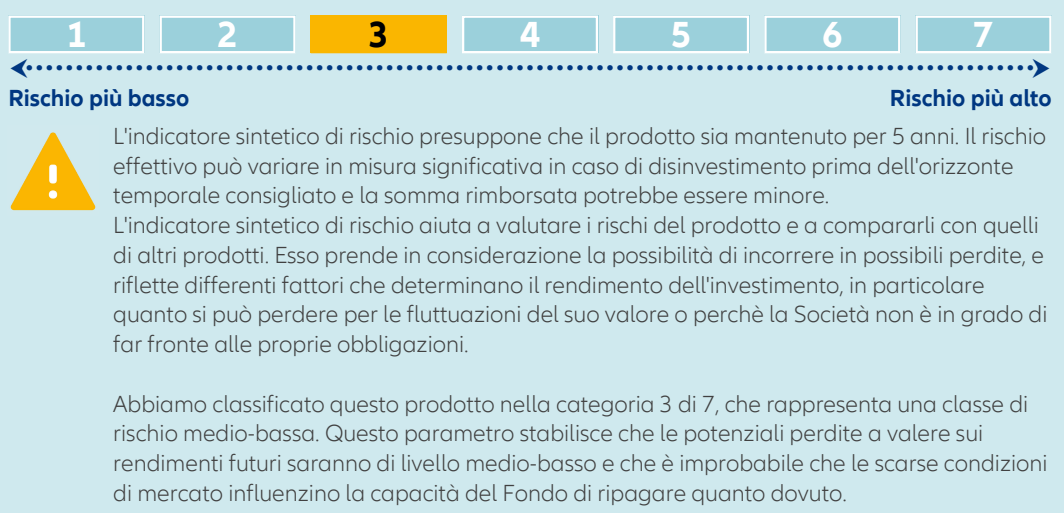 1 2 3 4 5 6 7
Rischio più basso Rischio più alto
L'indicatore sintetico di rischio presuppone che il prodotto sia mantenuto per 5 anni. Il rischio
effettivo può variare in misura significativa in caso di disinvestimento prima dell'orizzonte
temporale consigliato e la somma rimborsata potrebbe essere minore.
L'indicatore sintetico di rischio aiuta a valutare i rischi del prodotto e a compararli con quelli
di altri prodotti. Esso prende in considerazione la possibilità di incorrere in possibili perdite, e
riflette differenti fattori che determinano il rendimento dell'investimento, in particolare
quanto si può perdere per le fluttuazioni del suo valore o perchè la Società non è in grado di
far fronte alle proprie obbligazioni.
Abbiamo classificato questo prodotto nella categoria 3 di 7, che rappresenta una classe di
rischio medio-bassa. Questo parametro stabilisce che le potenziali perdite a valere sui
rendimenti futuri saranno di livello medio-basso e che è improbabile che le scarse condizioni
di mercato influenzino la capacità del Fondo di ripagare quanto dovuto.